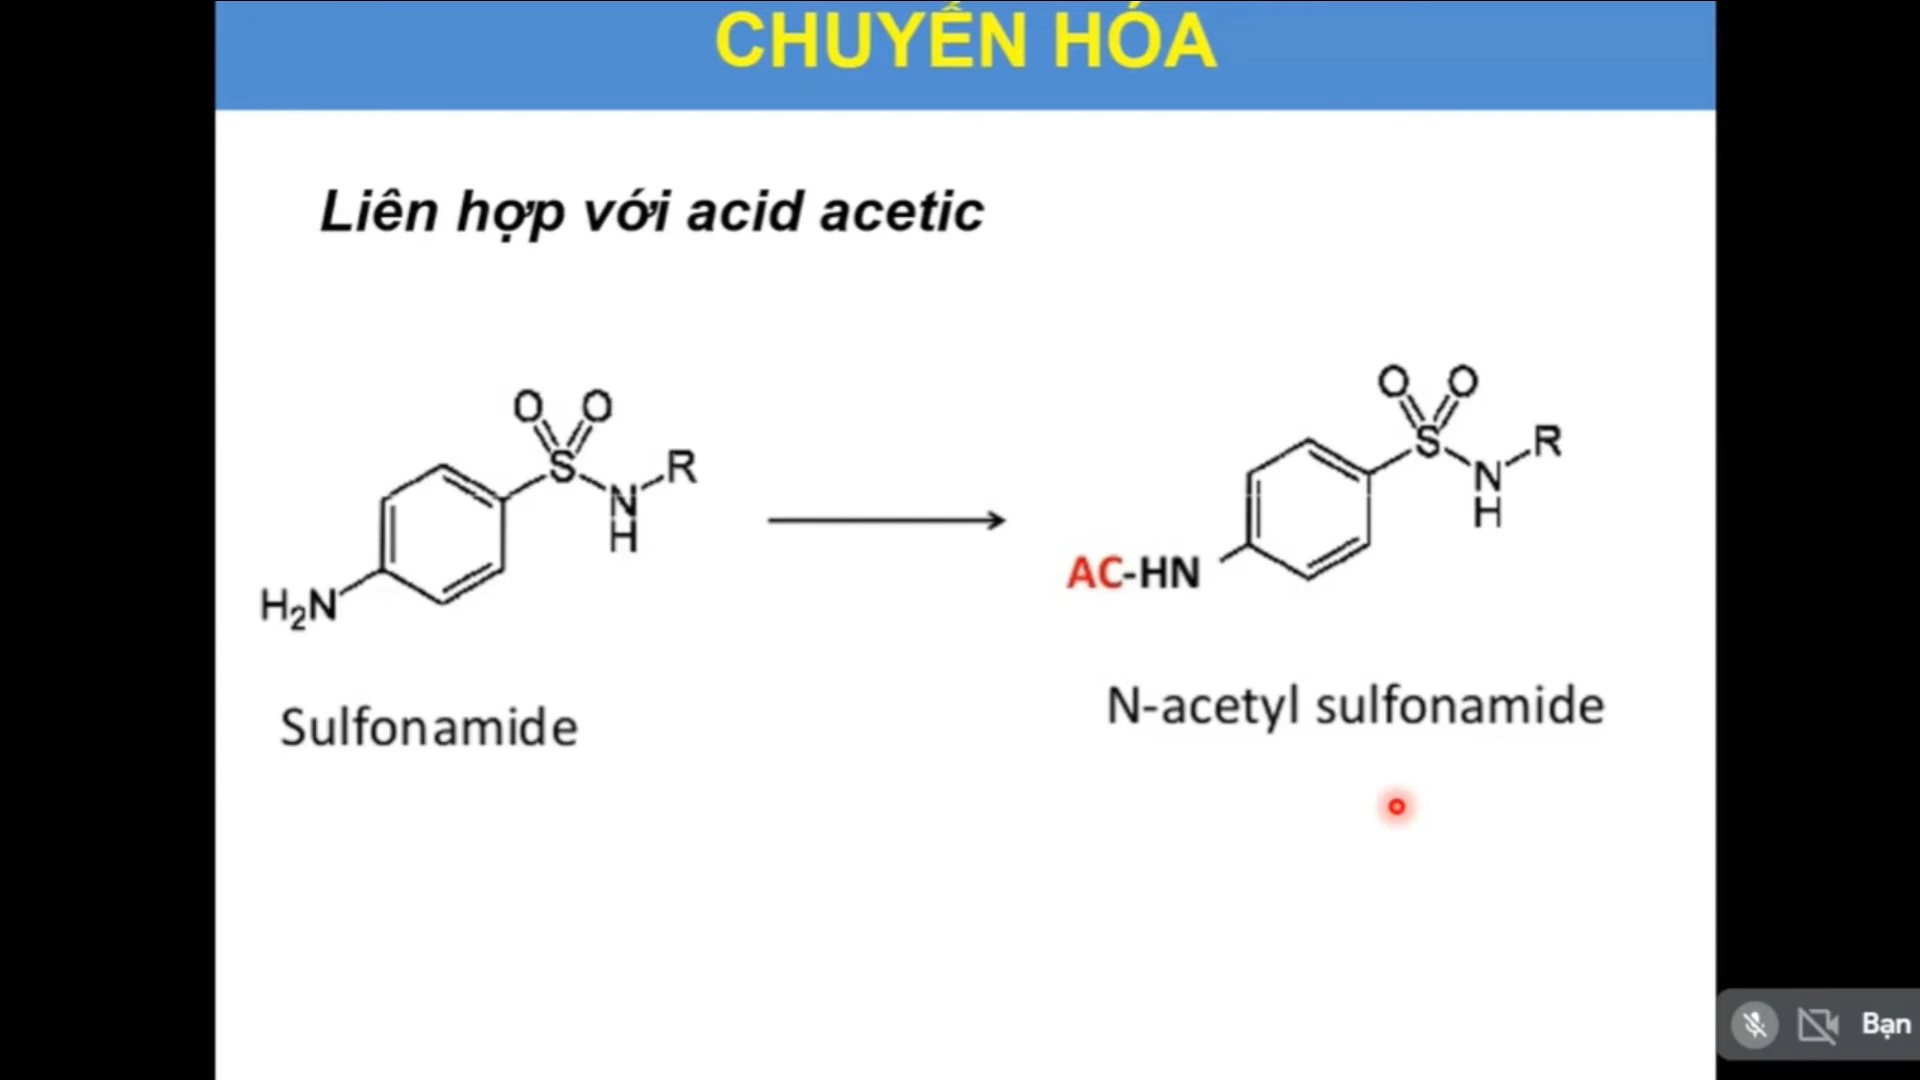 CHUYỂN HÓA
Liên hợp với acid acetic
O O
S
N
H
R
H₂N
O O
S
N
H
R
AC-HN
Sulfonamide
N-acetyl sulfonamide
Bạn